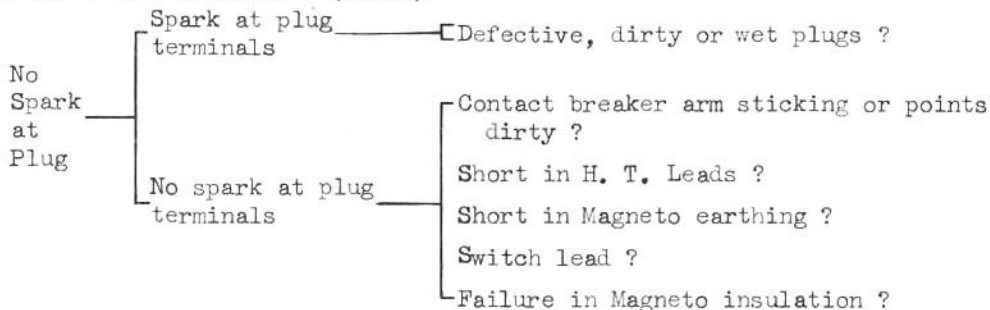 No
Spark
at
Plug
Spark at plug
terminals
Defective, dirty or wet plugs ?
No spark at plug
terminals
Contact breaker arm sticking or points
dirty ?
Short in H. T. Leads ?
Short in Magneto earthing ?
Switch lead ?
Failure in Magneto insulation ?